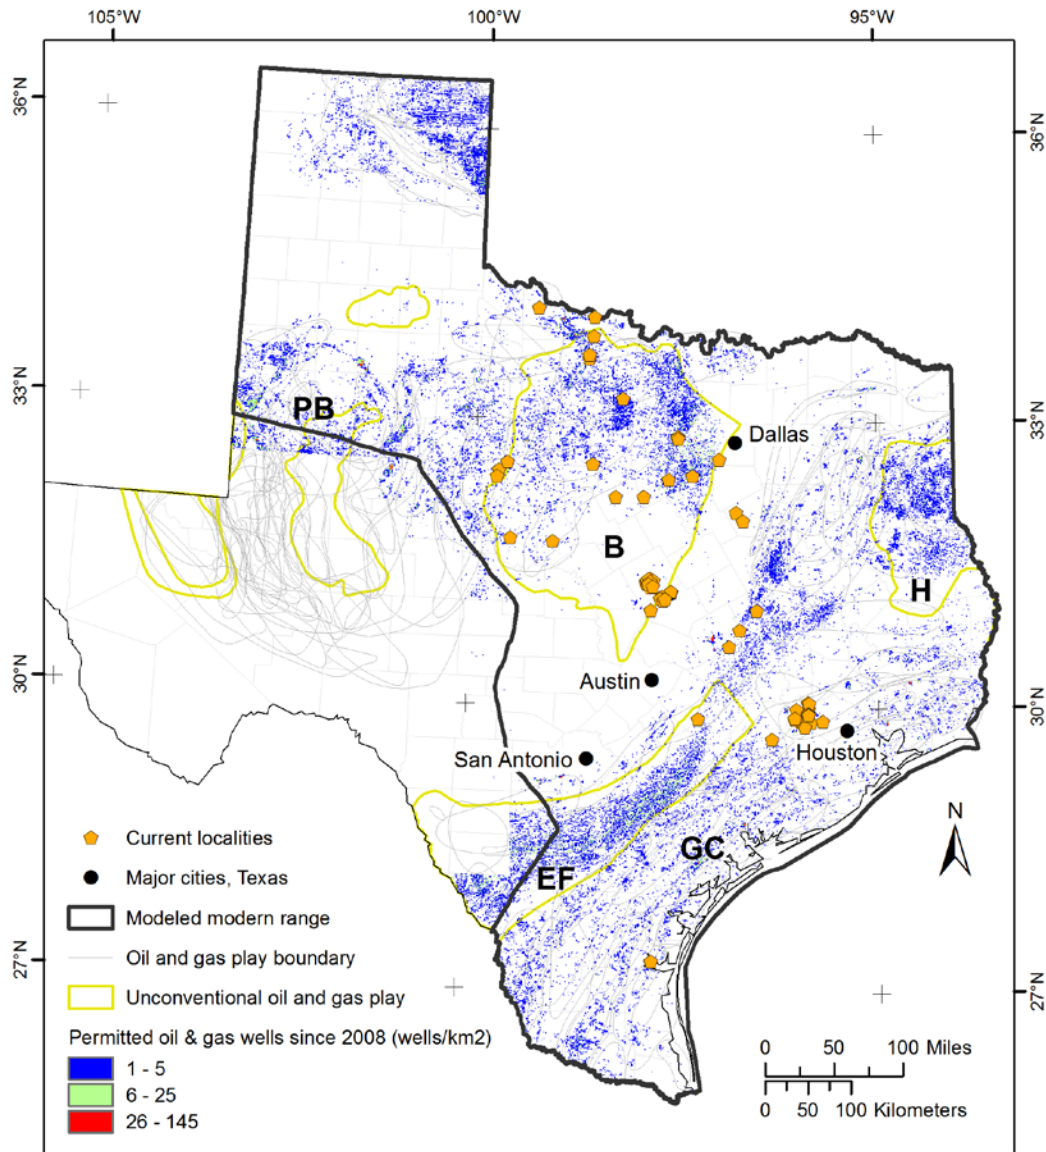 105°W 100°W 95°W
36°N
36°N
33°N
PB
33°N
Dallas
B
H
30°N
Austin
30°N
San Antonio
Houston
N
Current localities
GC
Major cities, Texas
EF
Modeled modern range
Oil and gas play boundary
27°N
Unconventional oil and gas play
27°N
Permitted oil & gas wells since 2008 (wells/km2)
1 - 5
6 - 25
26 - 145
0 50 100 Miles
0 50 100 Kilometers